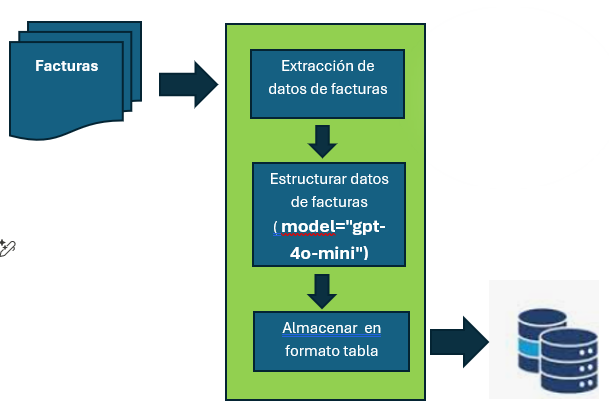 Facturas
Extracción de
datos de facturas
Estructurar datos
de facturas
( model="gpt-
4o-mini")
Almacenar en
formato tabla